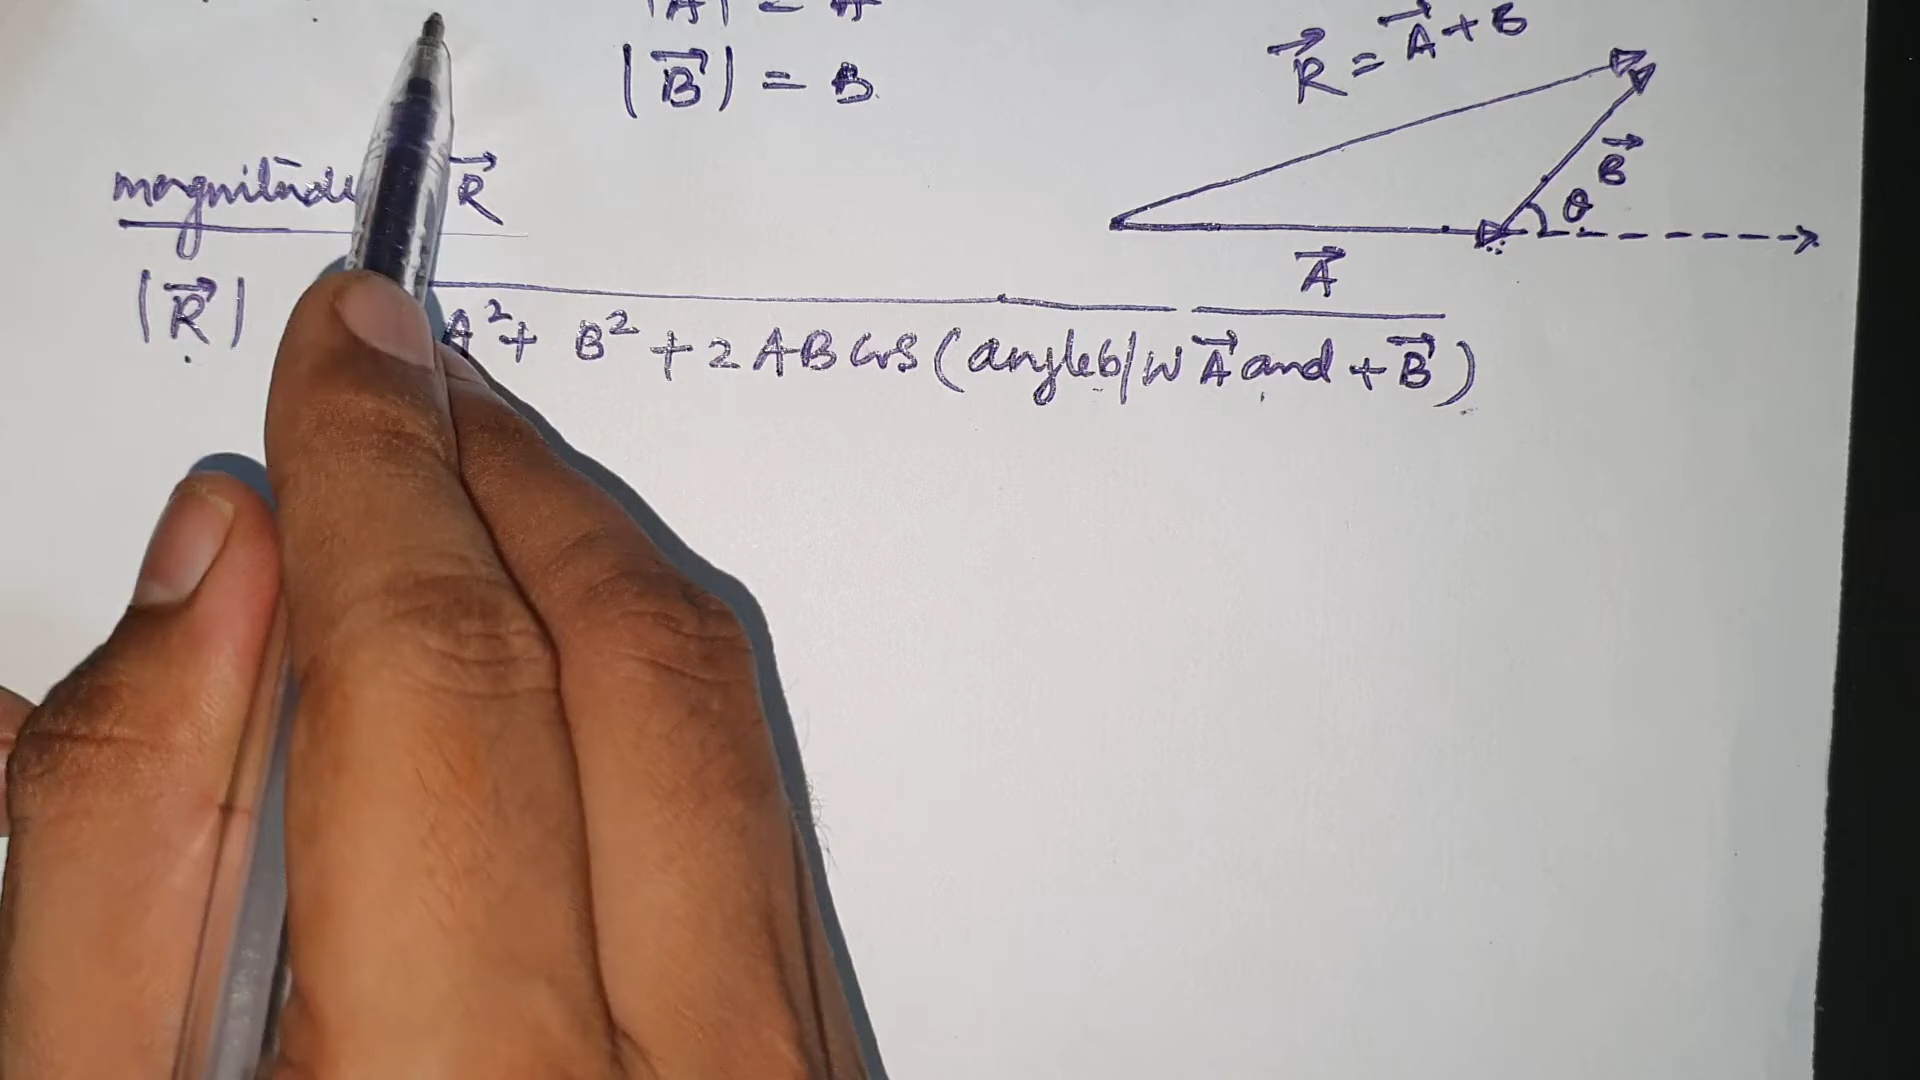 |A⃗| = A
|B⃗| = B
R⃗ = A⃗ + B
B⃗
θ
A⃗
magnitude R⃗
|R⃗| A² + B² + 2AB Cos (angle b/w A⃗ and + B⃗)